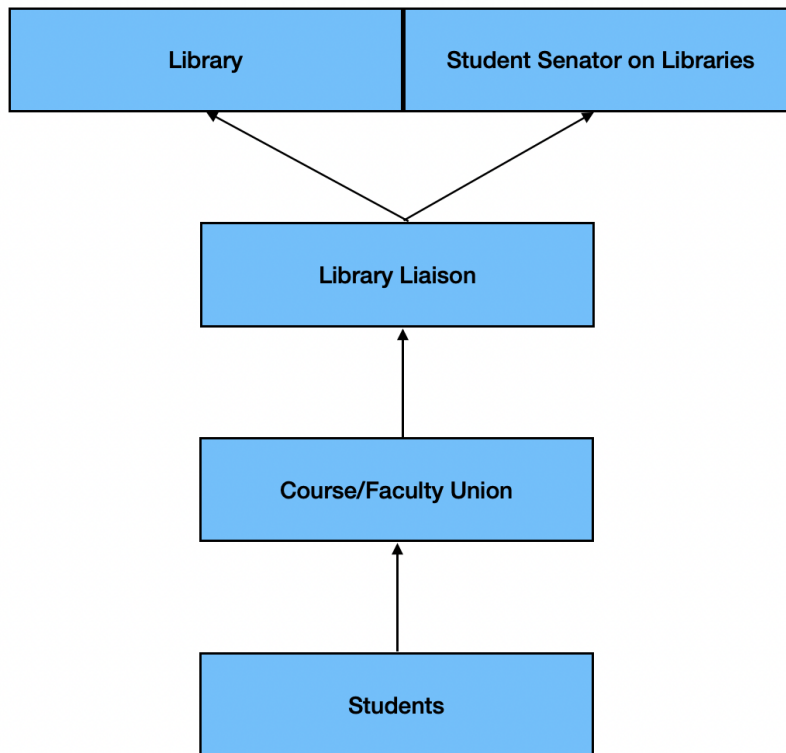 Library
Student Senator on Libraries
Library Liaison
Course/Faculty Union
Students